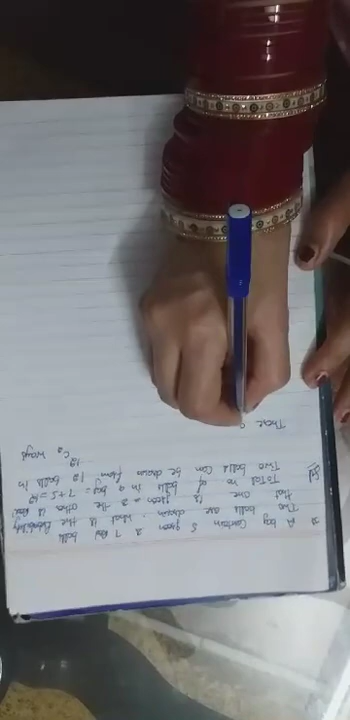 Q A bag contain 5 green & 7 Red balls
Two balls are drawn. What is the Probability
that one is green & the other is Red
Sol Total no of balls in a bag = 7+5=12
Two balls can be drawn from 12 balls in
12C2 ways
There